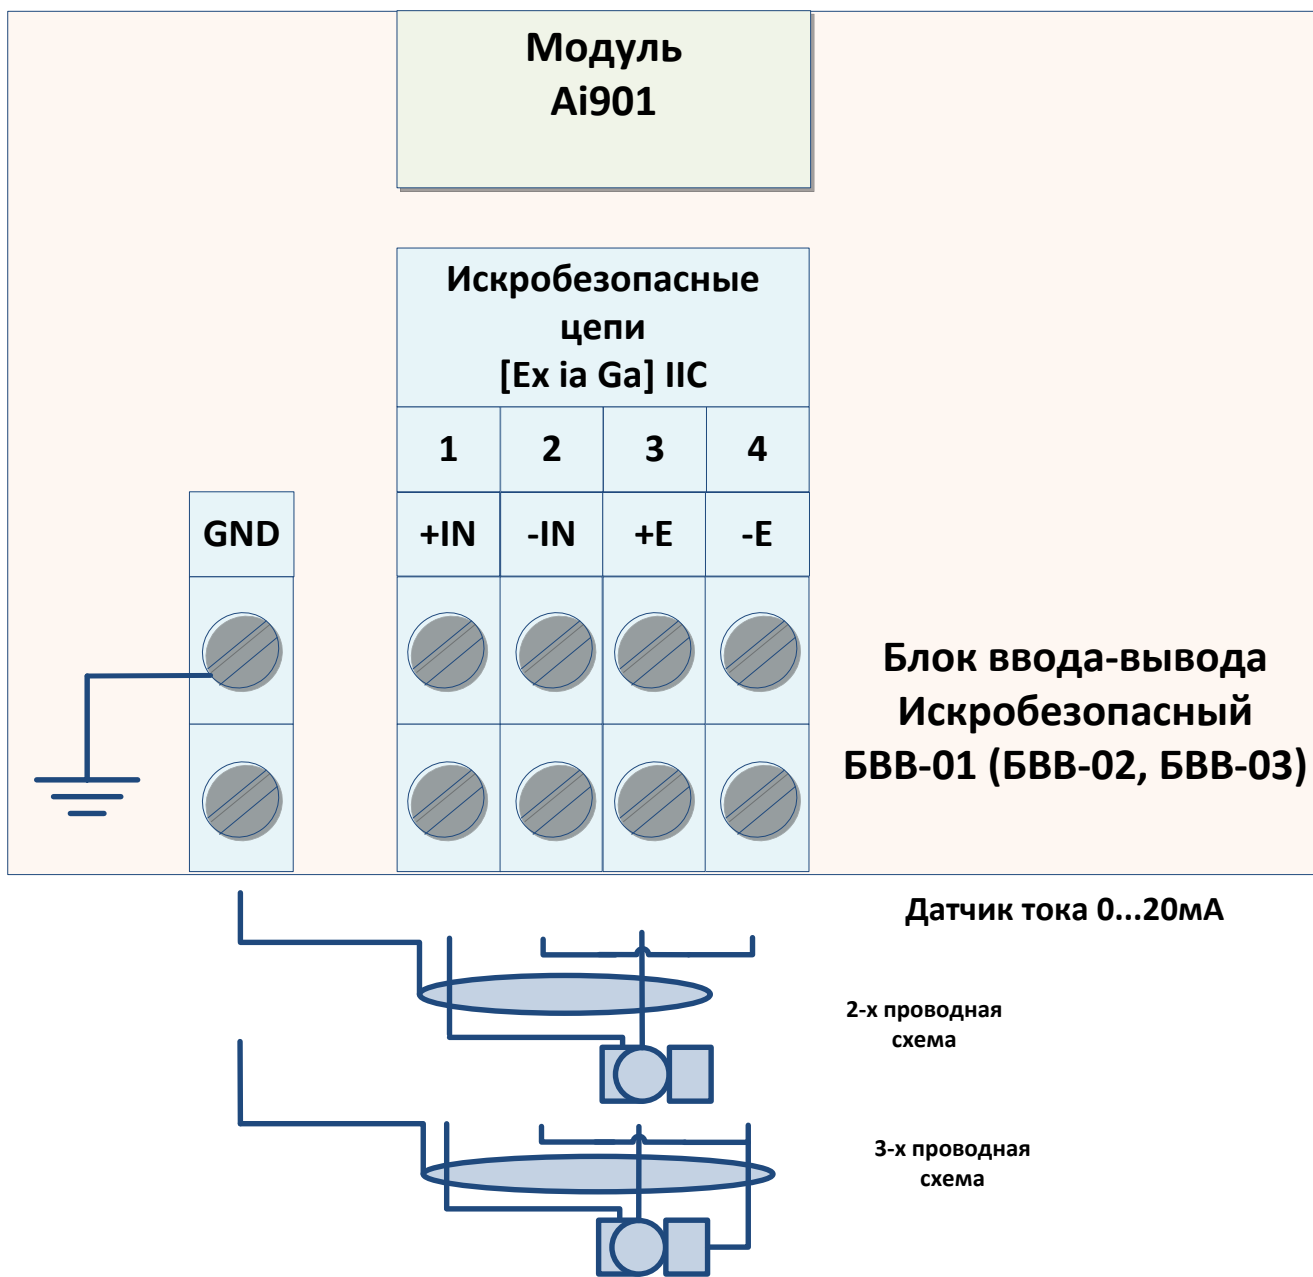 Модуль
Ai901
Искробезопасные
цепи
[Ex ia Ga] IIC
1 2 3 4
GND +IN -IN +E -E
Блок ввода-вывода
Искробезопасный
БВВ-01 (БВВ-02, БВВ-03)
Датчик тока 0...20мА
2-х проводная
схема
3-х проводная
схема